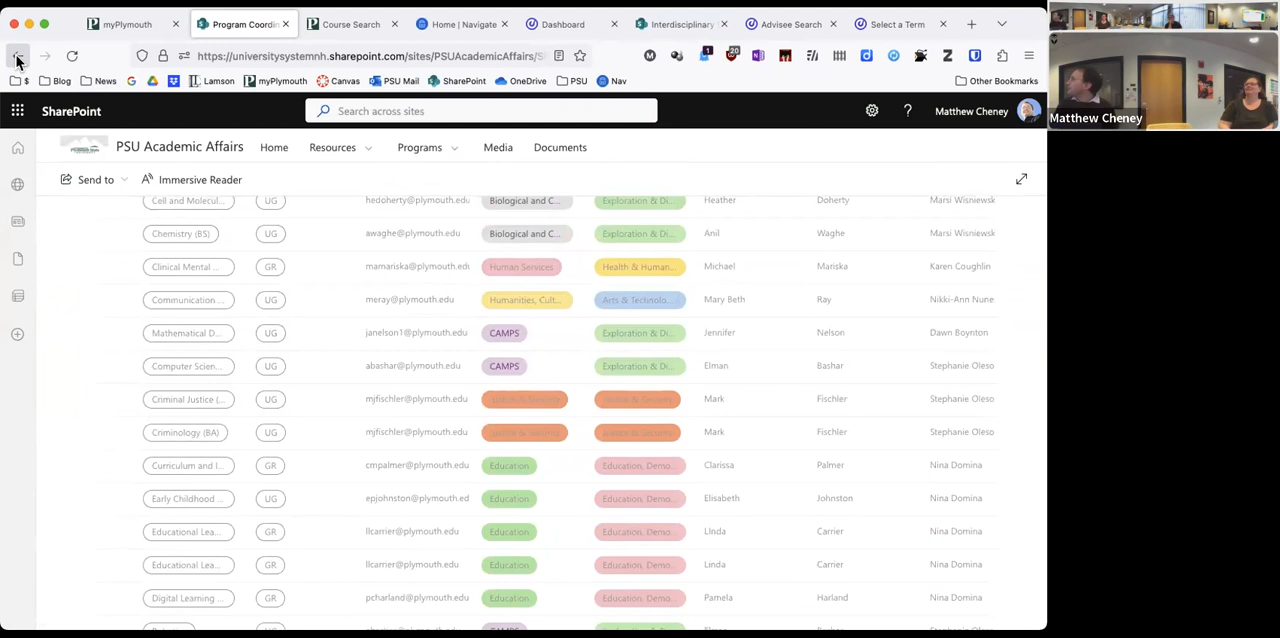 myPlymouth Program Coordin Course Search Home | Navigate Dashboard Interdisciplinary Advisee Search Select a Term
https://universitysystemnh.sharepoint.com/sites/PSUAcademicAffairs/S
1 20
$ Blog News Lamson myPlymouth Canvas PSU Mail SharePoint OneDrive PSU Nav Other Bookmarks
SharePoint Search across sites ? Matthew Cheney
Matthew Cheney
PSU Academic Affairs Home Resources Programs Media Documents
Send to Immersive Reader
Cell and Molecul... UG hedoherty@plymouth.edu Biological and C... Exploration & Di... Heather Doherty Marsi Wisniewsk
Chemistry (BS) UG awaghe@plymouth.edu Biological and C... Exploration & Di... Anil Waghe Marsi Wisniewsk
Clinical Mental ... GR mamariska@plymouth.edu Human Services Health & Human... Michael Mariska Karen Coughlin
Communication ... UG meray@plymouth.edu Humanities, Cult... Arts & Technolo... Mary Beth Ray Nikki-Ann Nune
Mathematical D... UG janelson1@plymouth.edu CAMPS Exploration & Di... Jennifer Nelson Dawn Boynton
Computer Scien... UG abashar@plymouth.edu CAMPS Exploration & Di... Elman Bashar Stephanie Oleso
Criminal Justice (... UG mjfischler@plymouth.edu Justice & Security Justice & Security Mark Fischler Stephanie Oleso
Criminology (BA) UG mjfischler@plymouth.edu Justice & Security Justice & Security Mark Fischler Stephanie Oleso
Curriculum and I... GR cmpalmer@plymouth.edu Education Education, Demo... Clarissa Palmer Nina Domina
Early Childhood ... UG epjohnston@plymouth.ed Education Education, Demo... Elisabeth Johnston Nina Domina
Educational Lea... GR llcarrier@plymouth.edu Education Education, Demo... LInda Carrier Nina Domina
Educational Lea... GR llcarrier@plymouth.edu Education Education, Demo... Linda Carrier Nina Domina
Digital Learning ... GR pcharland@plymouth.edu Education Education, Demo... Pamela Harland Nina Domina